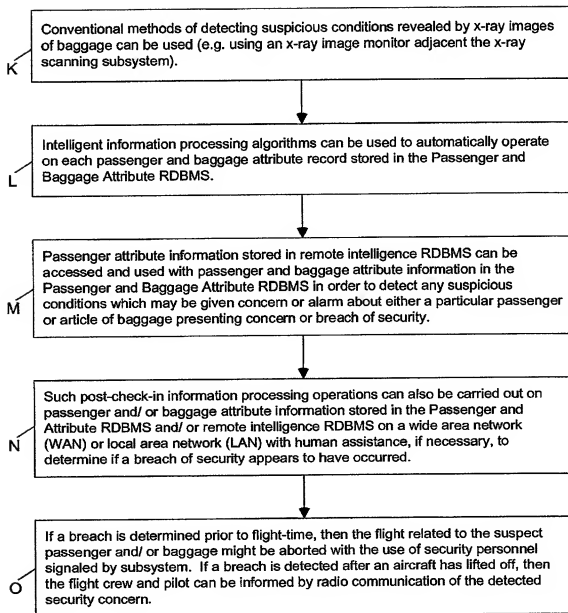 Conventional methods of detecting suspicious conditions revealed by x-ray images
of baggage can be used (e.g. using an x-ray image monitor adjacent the x-ray
scanning subsystem).
K
Intelligent information processing algorithms can be used to automatically operate
on each passenger and baggage attribute record stored in the Passenger and
Baggage Attribute RDBMS.
L
Passenger attribute information stored in remote intelligence RDBMS can be
accessed and used with passenger and baggage attribute information in the
Passenger and Baggage Attribute RDBMS in order to detect any suspicious
conditions which may be given concern or alarm about either a particular passenger
or article of baggage presenting concern or breach of security.
M
Such post-check-in information processing operations can also be carried out on
passenger and/ or baggage attribute information stored in the Passenger and
Attribute RDBMS and/ or remote intelligence RDBMS on a wide area network
(WAN) or local area network (LAN) with human assistance, if necessary, to
determine if a breach of security appears to have occurred.
N
If a breach is determined prior to flight-time, then the flight related to the suspect
passenger and/ or baggage might be aborted with the use of security personnel
signaled by subsystem. If a breach is detected after an aircraft has lifted off, then
the flight crew and pilot can be informed by radio communication of the detected
security concern.
O